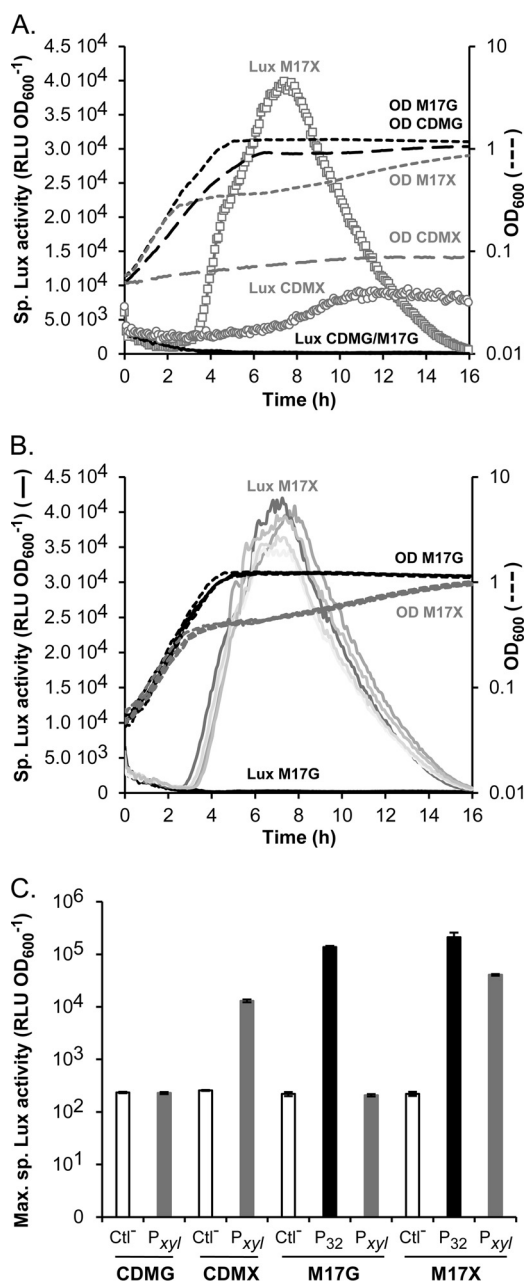 A.
Sp. Lux activity (RLU OD600-1)
4.5 10^4
4.0 10^4
3.5 10^4
3.0 10^4
2.5 10^4
2.0 10^4
1.5 10^4
1.0 10^4
5.0 10^3
0
Lux M17X
OD M17G
OD CDMG
OD M17X
OD CDMX
Lux CDMX
Lux CDMG/M17G
10
1
0.1
0.01
OD600 (----)
0 2 4 6 8 10 12 14 16
Time (h)
B.
Sp. Lux activity (RLU OD600-1) (—)
4.5 10^4
4.0 10^4
3.5 10^4
3.0 10^4
2.5 10^4
2.0 10^4
1.5 10^4
1.0 10^4
5.0 10^3
0
Lux M17X
OD M17G
OD M17X
Lux M17G
10
1
0.1
0.01
OD600 (----)
0 2 4 6 8 10 12 14 16
Time (h)
C.
Max. sp. Lux activity (RLU OD600-1)
10^6
10^5
10^4
10^3
10^2
10^1
0
Ctl- Pxyl Ctl- Pxyl Ctl- P32 Pxyl Ctl- P32 Pxyl
CDMG CDMX M17G M17X